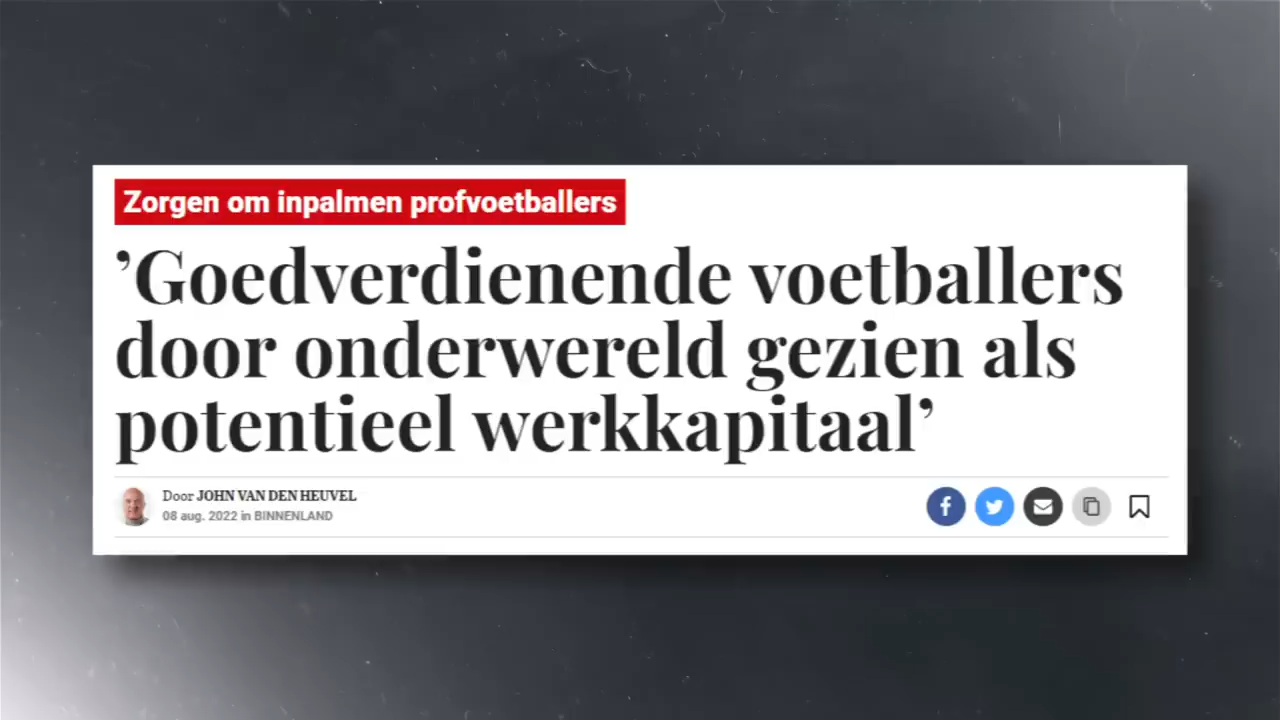 Zorgen om inpalmen profvoetballers
’Goedverdienende voetballers
door onderwereld gezien als
potentieel werkkapitaal’
Door JOHN VAN DEN HEUVEL
08 aug. 2022 in BINNENLAND